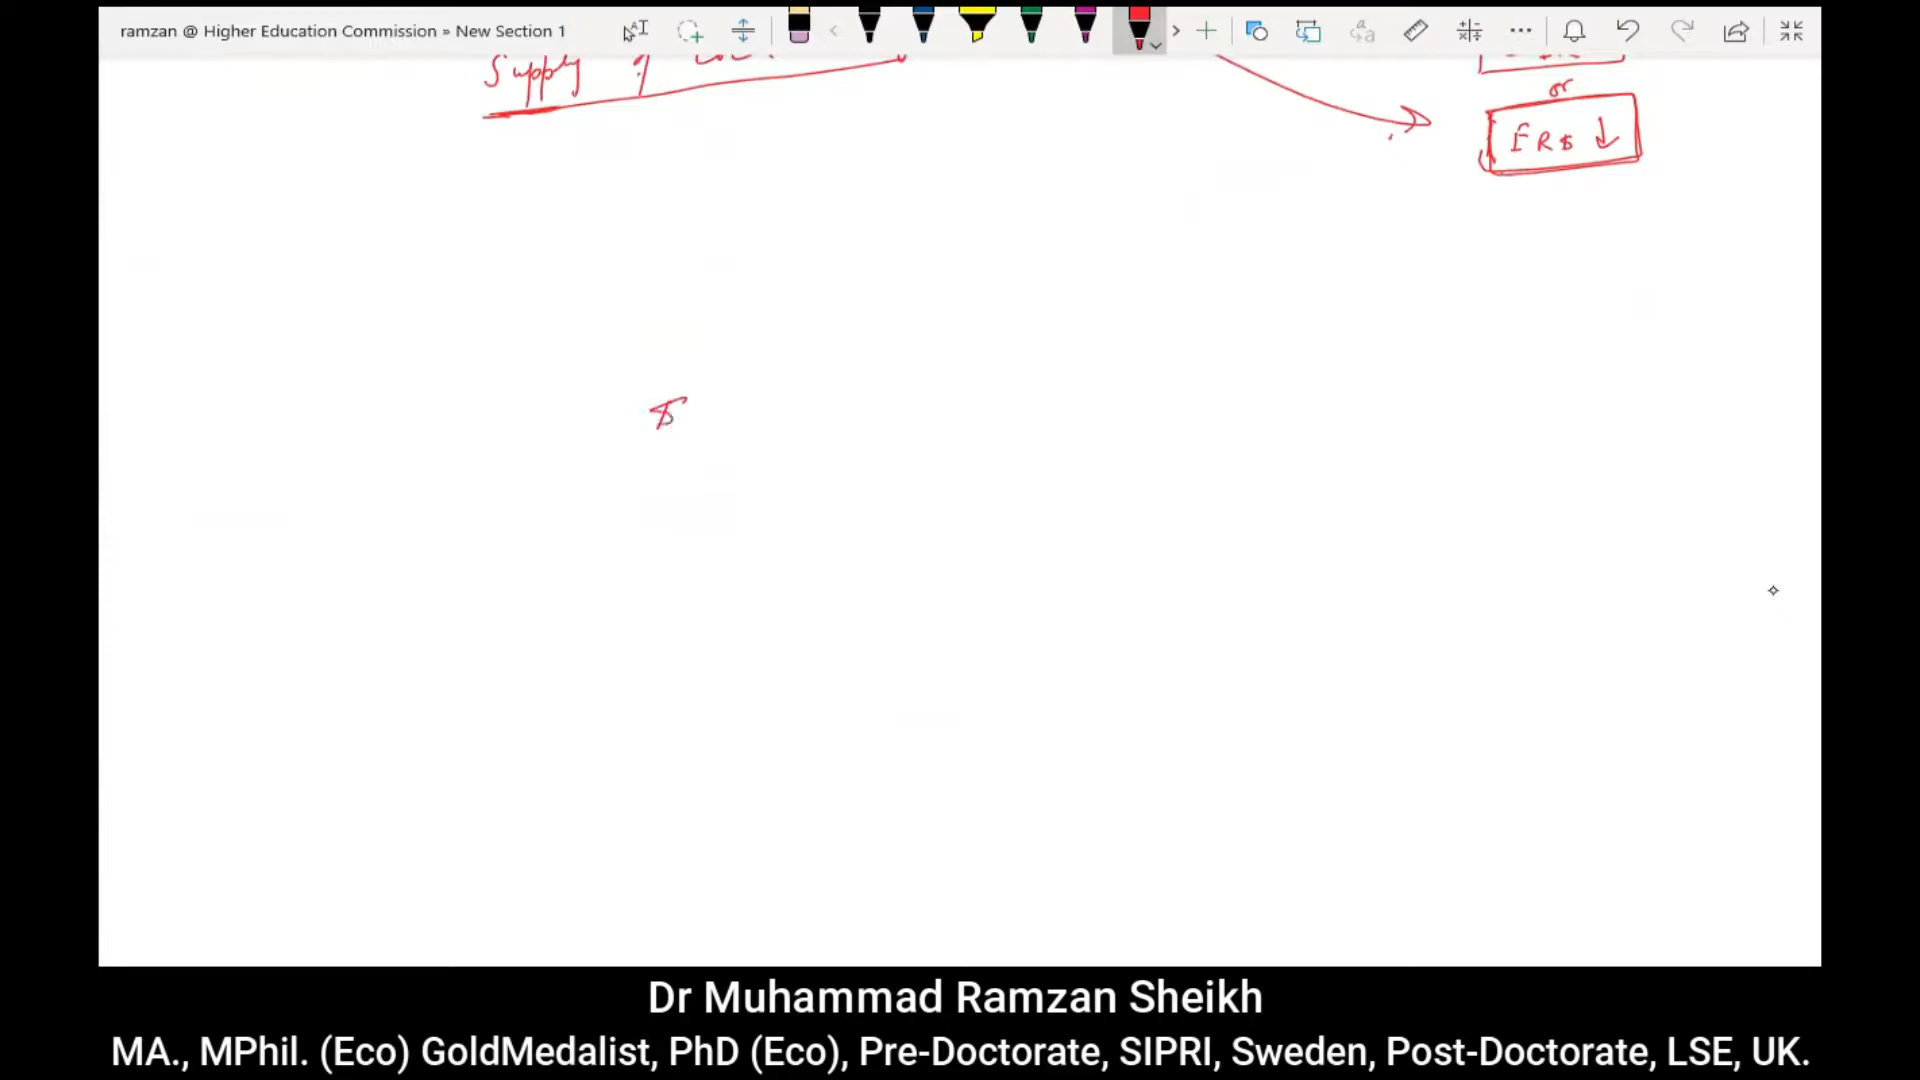 ramzan @ Higher Education Commission » New Section 1
Supply of
or
ER$ ↓
$
Dr Muhammad Ramzan Sheikh
MA., MPhil. (Eco) GoldMedalist, PhD (Eco), Pre-Doctorate, SIPRI, Sweden, Post-Doctorate, LSE, UK.